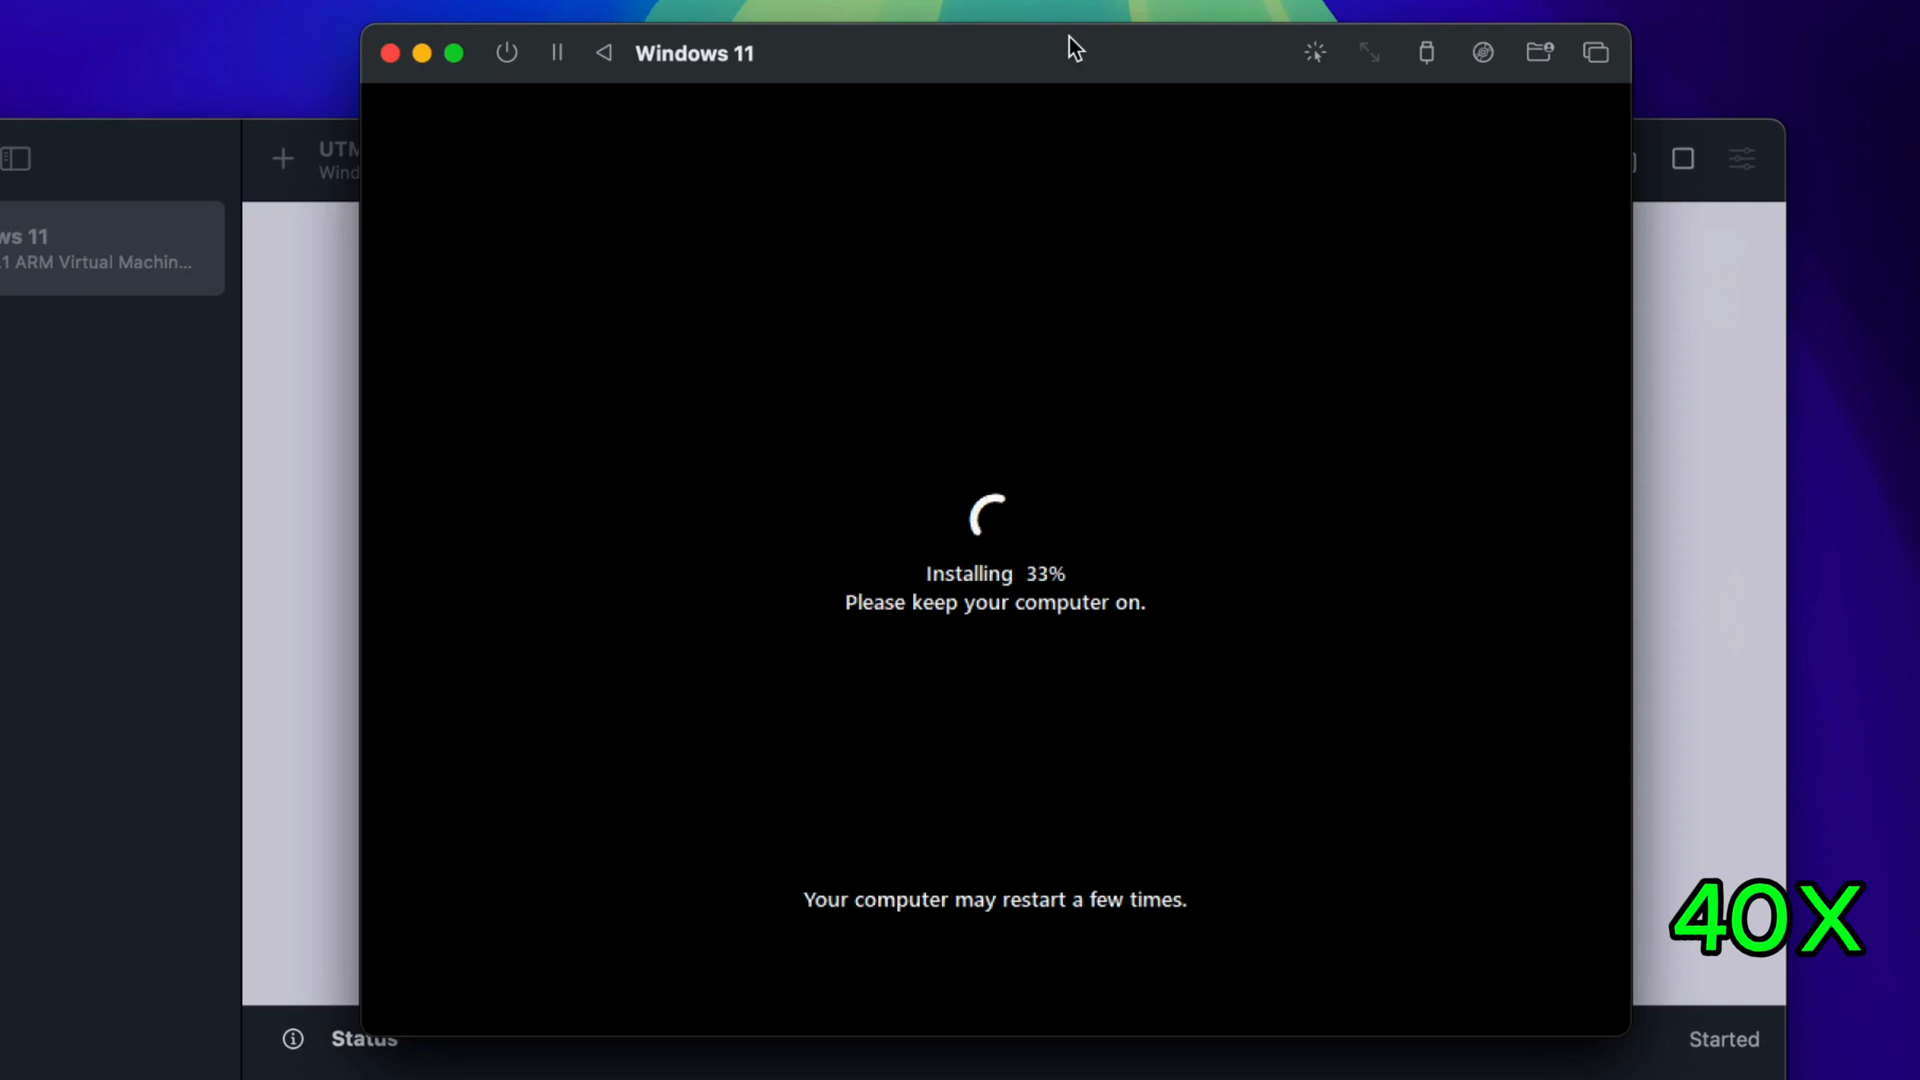 Windows 11
UTM
Wind
ws 11
.1 ARM Virtual Machin...
Installing 33%
Please keep your computer on.
Your computer may restart a few times.
40X
Status
Started